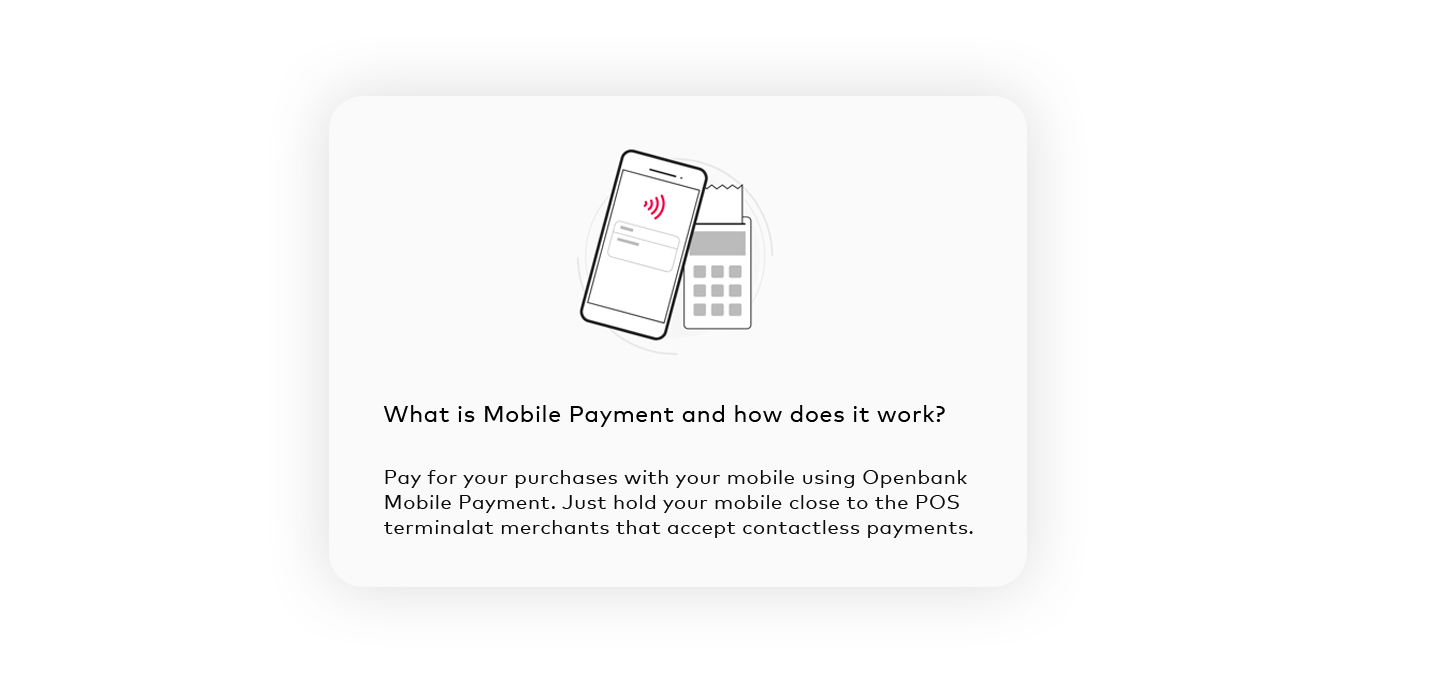 What is Mobile Payment and how does it work?
Pay for your purchases with your mobile using Openbank
Mobile Payment. Just hold your mobile close to the POS
terminalat merchants that accept contactless payments.